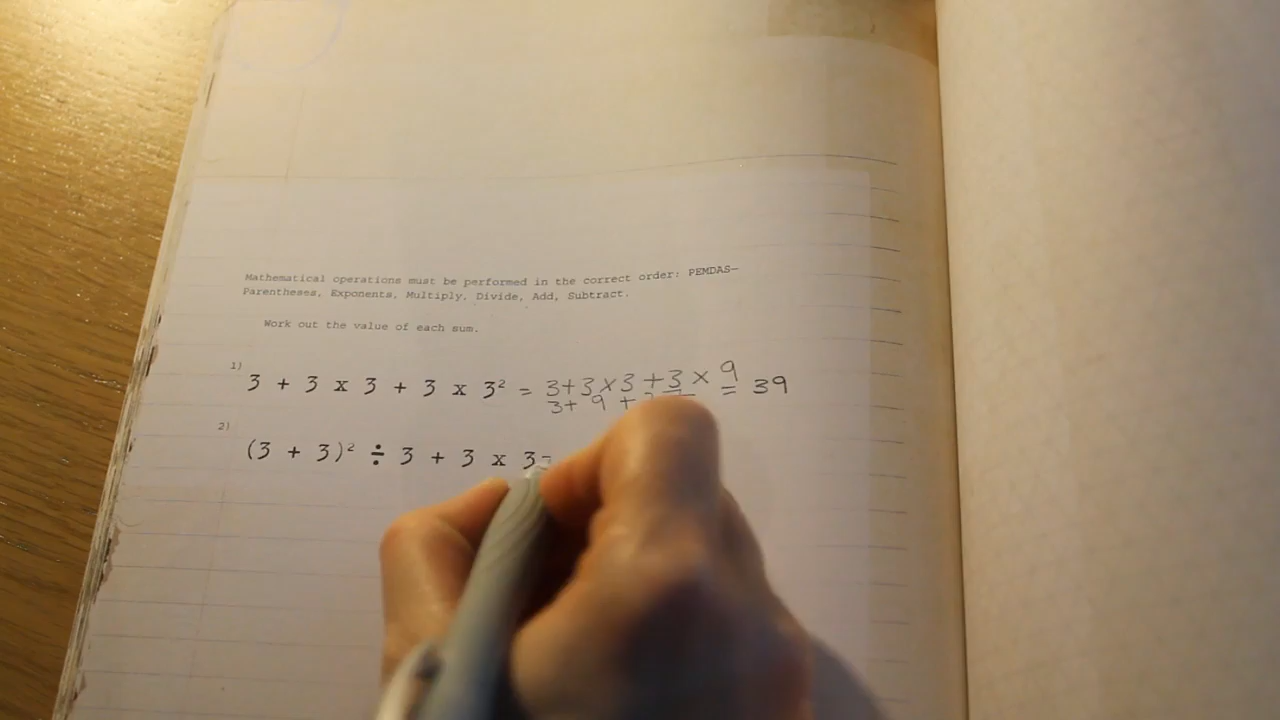 Mathematical operations must be performed in the correct order: PEMDAS—
Parentheses, Exponents, Multiply, Divide, Add, Subtract.
Work out the value of each sum.
1)
3 + 3 x 3 + 3 x 3² = 3+3×3+3×9 = 39
3+ 9 +
2)
(3 + 3)² ÷ 3 + 3 x 3